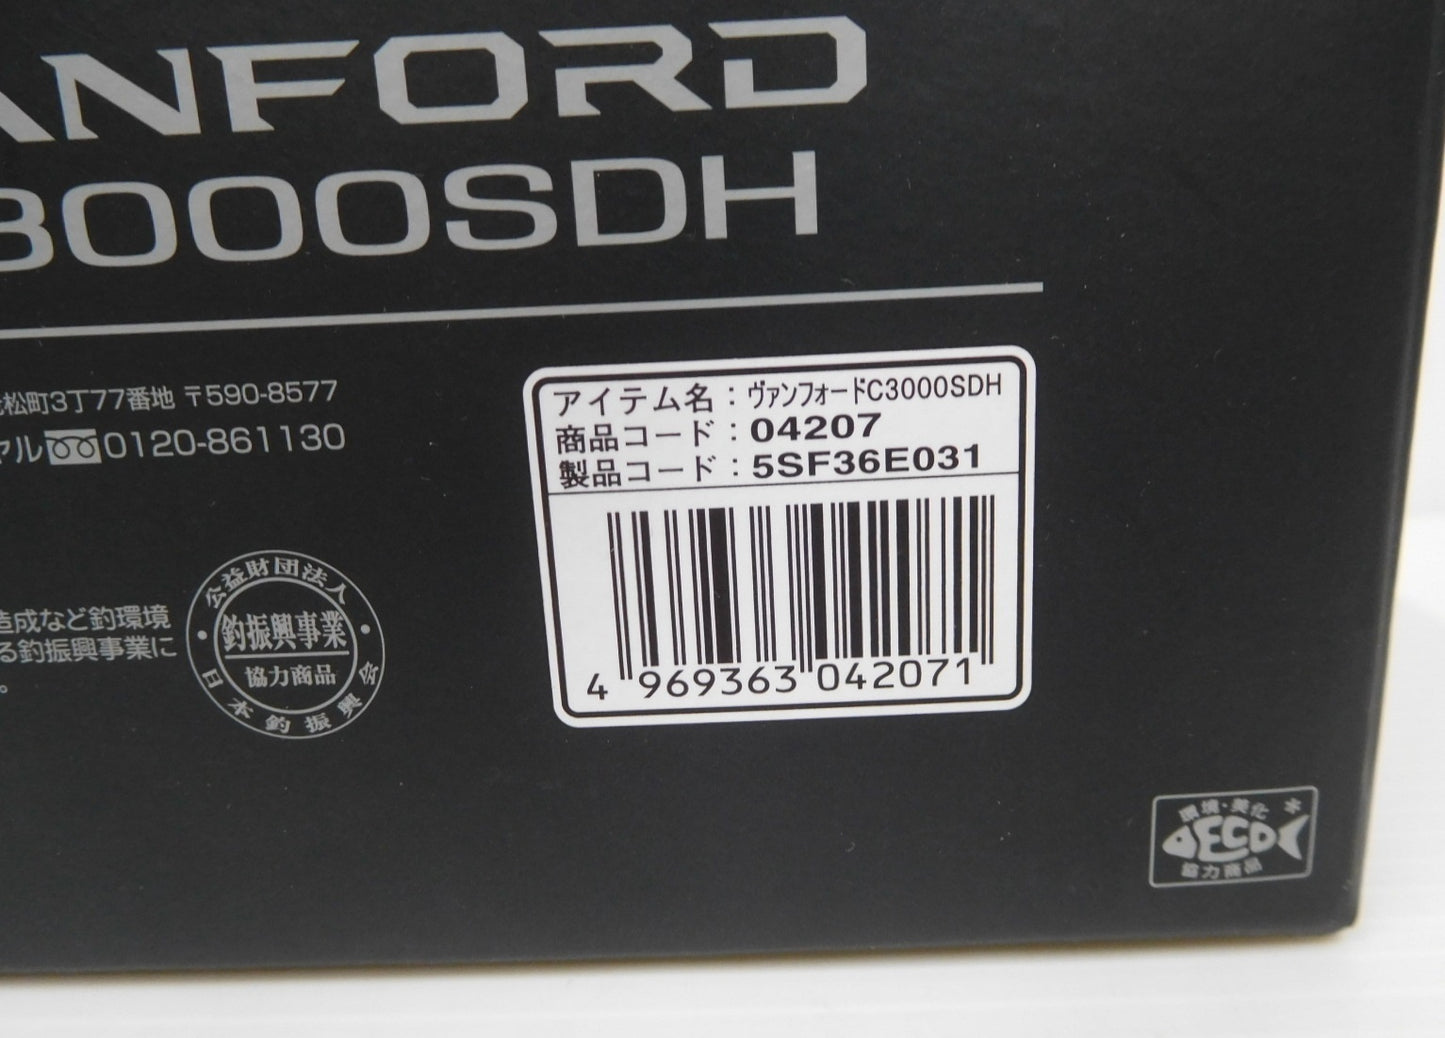 ANFORD
3000SDH
松町3丁77番地 〒590-8577
ヤル 0120-861130
アイテム名：ヴァンフォードC3000SDH
商品コード：04207
製品コード：5SF36E031
4 969363 042071
造成など釣環境
る釣振興事業に
。
公益財団法人
釣振興事業
協力商品
日本釣振興会
環境・美化
ECO
協力商品